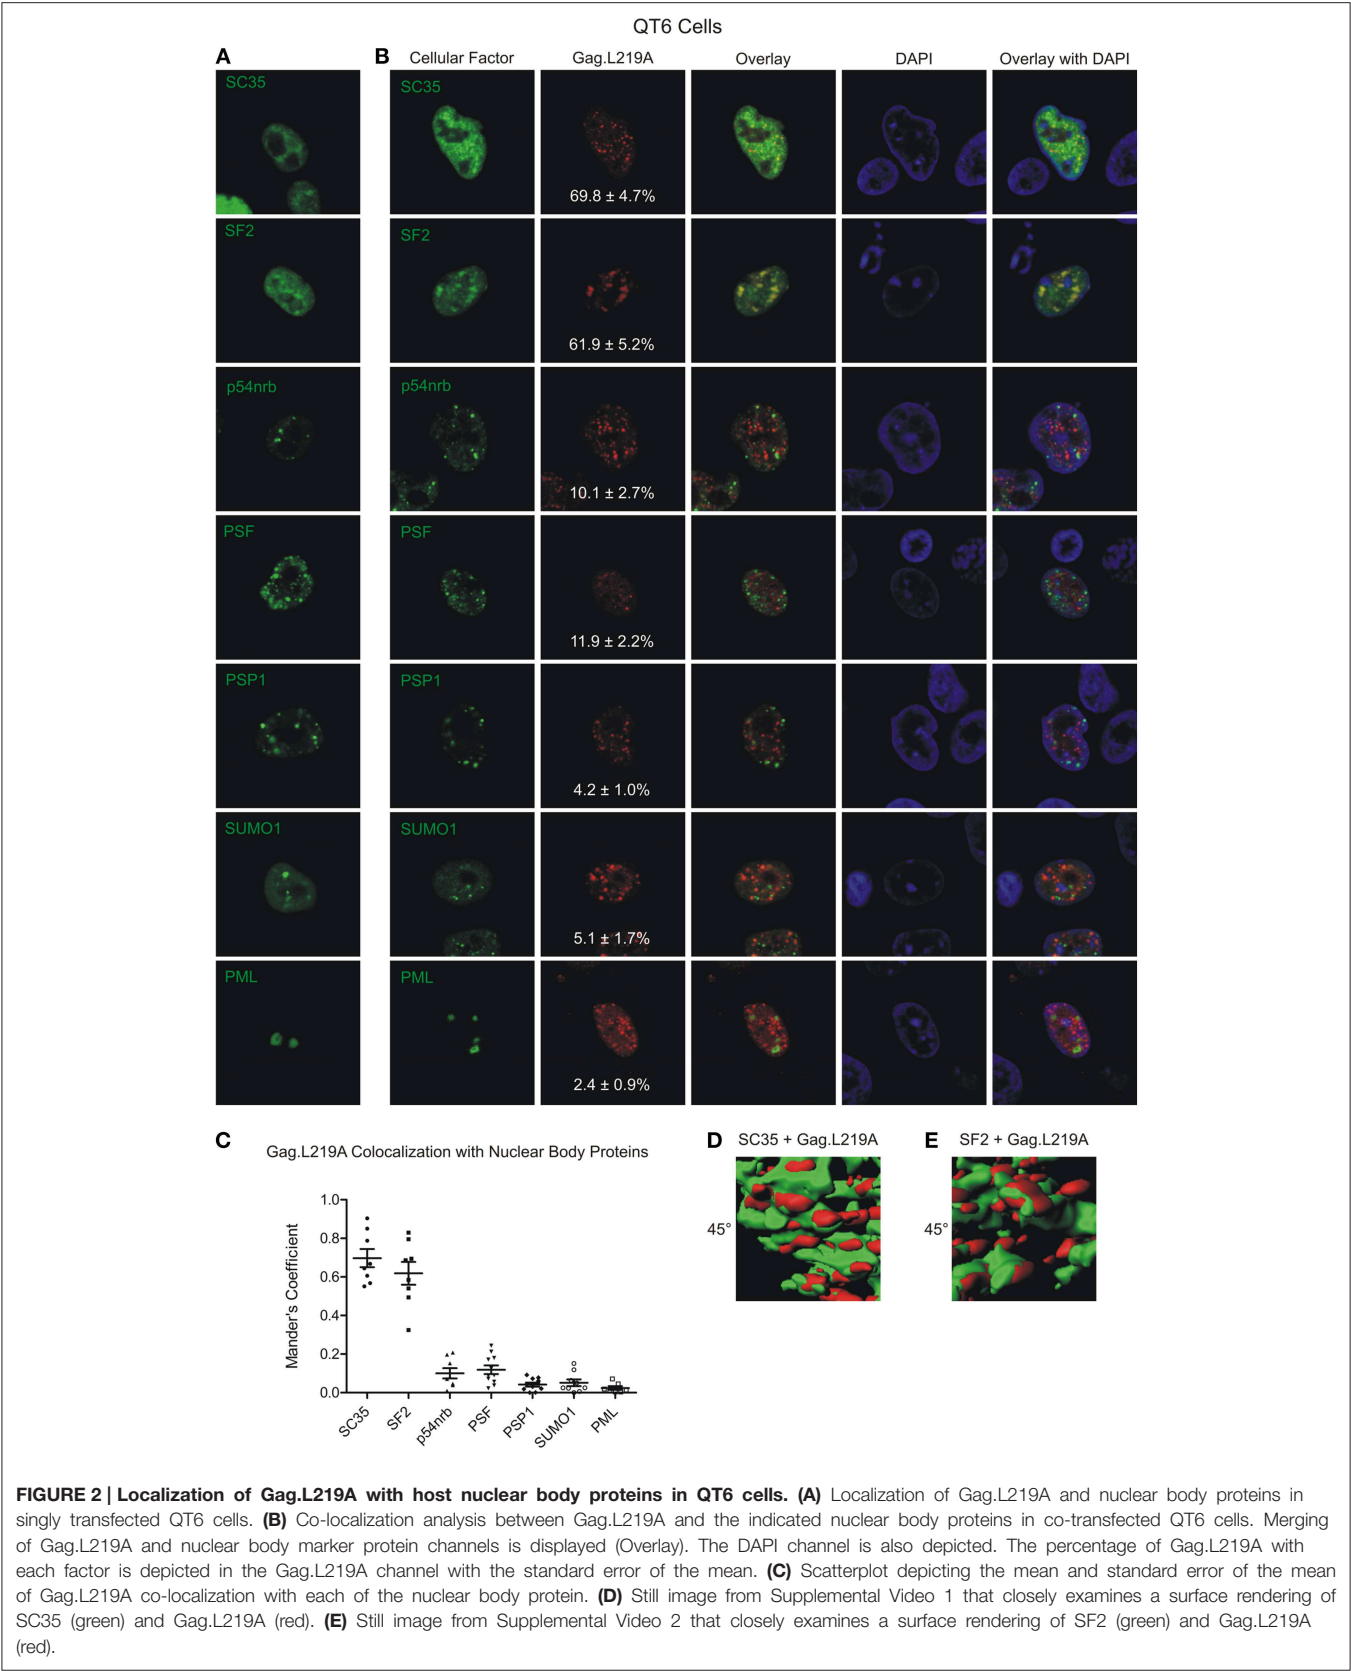 QT6 Cells
A
B
Cellular Factor
Gag.L219A
Overlay
DAPI
Overlay with DAPI
SC35
SC35
69.8 ± 4.7%
SF2
SF2
61.9 ± 5.2%
p54nrb
p54nrb
10.1 ± 2.7%
PSF
PSF
11.9 ± 2.2%
PSP1
PSP1
4.2 ± 1.0%
SUMO1
SUMO1
5.1 ± 1.7%
PML
PML
2.4 ± 0.9%
C
Gag.L219A Colocalization with Nuclear Body Proteins
Mander's Coefficient
1.0
0.8
0.6
0.4
0.2
0.0
SC35
SF2
p54nrb
PSF
PSP1
SUMO1
PML
D
SC35 + Gag.L219A
45°
E
SF2 + Gag.L219A
45°
FIGURE 2 | Localization of Gag.L219A with host nuclear body proteins in QT6 cells. (A) Localization of Gag.L219A and nuclear body proteins in
singly transfected QT6 cells. (B) Co-localization analysis between Gag.L219A and the indicated nuclear body proteins in co-transfected QT6 cells. Merging
of Gag.L219A and nuclear body marker protein channels is displayed (Overlay). The DAPI channel is also depicted. The percentage of Gag.L219A with
each factor is depicted in the Gag.L219A channel with the standard error of the mean. (C) Scatterplot depicting the mean and standard error of the mean
of Gag.L219A co-localization with each of the nuclear body protein. (D) Still image from Supplemental Video 1 that closely examines a surface rendering of
SC35 (green) and Gag.L219A (red). (E) Still image from Supplemental Video 2 that closely examines a surface rendering of SF2 (green) and Gag.L219A
(red).